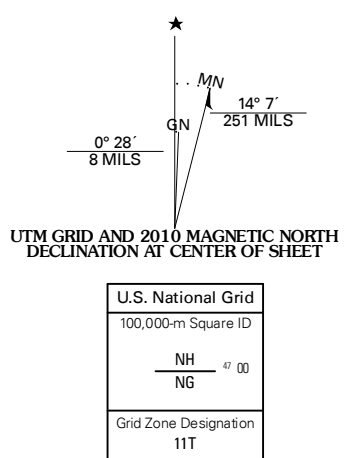 ★
MN
GN
14° 7´
251 MILS
0° 28´
8 MILS
UTM GRID AND 2010 MAGNETIC NORTH
DECLINATION AT CENTER OF SHEET
U.S. National Grid
100,000-m Square ID
NH
47 00
NG
Grid Zone Designation
11T